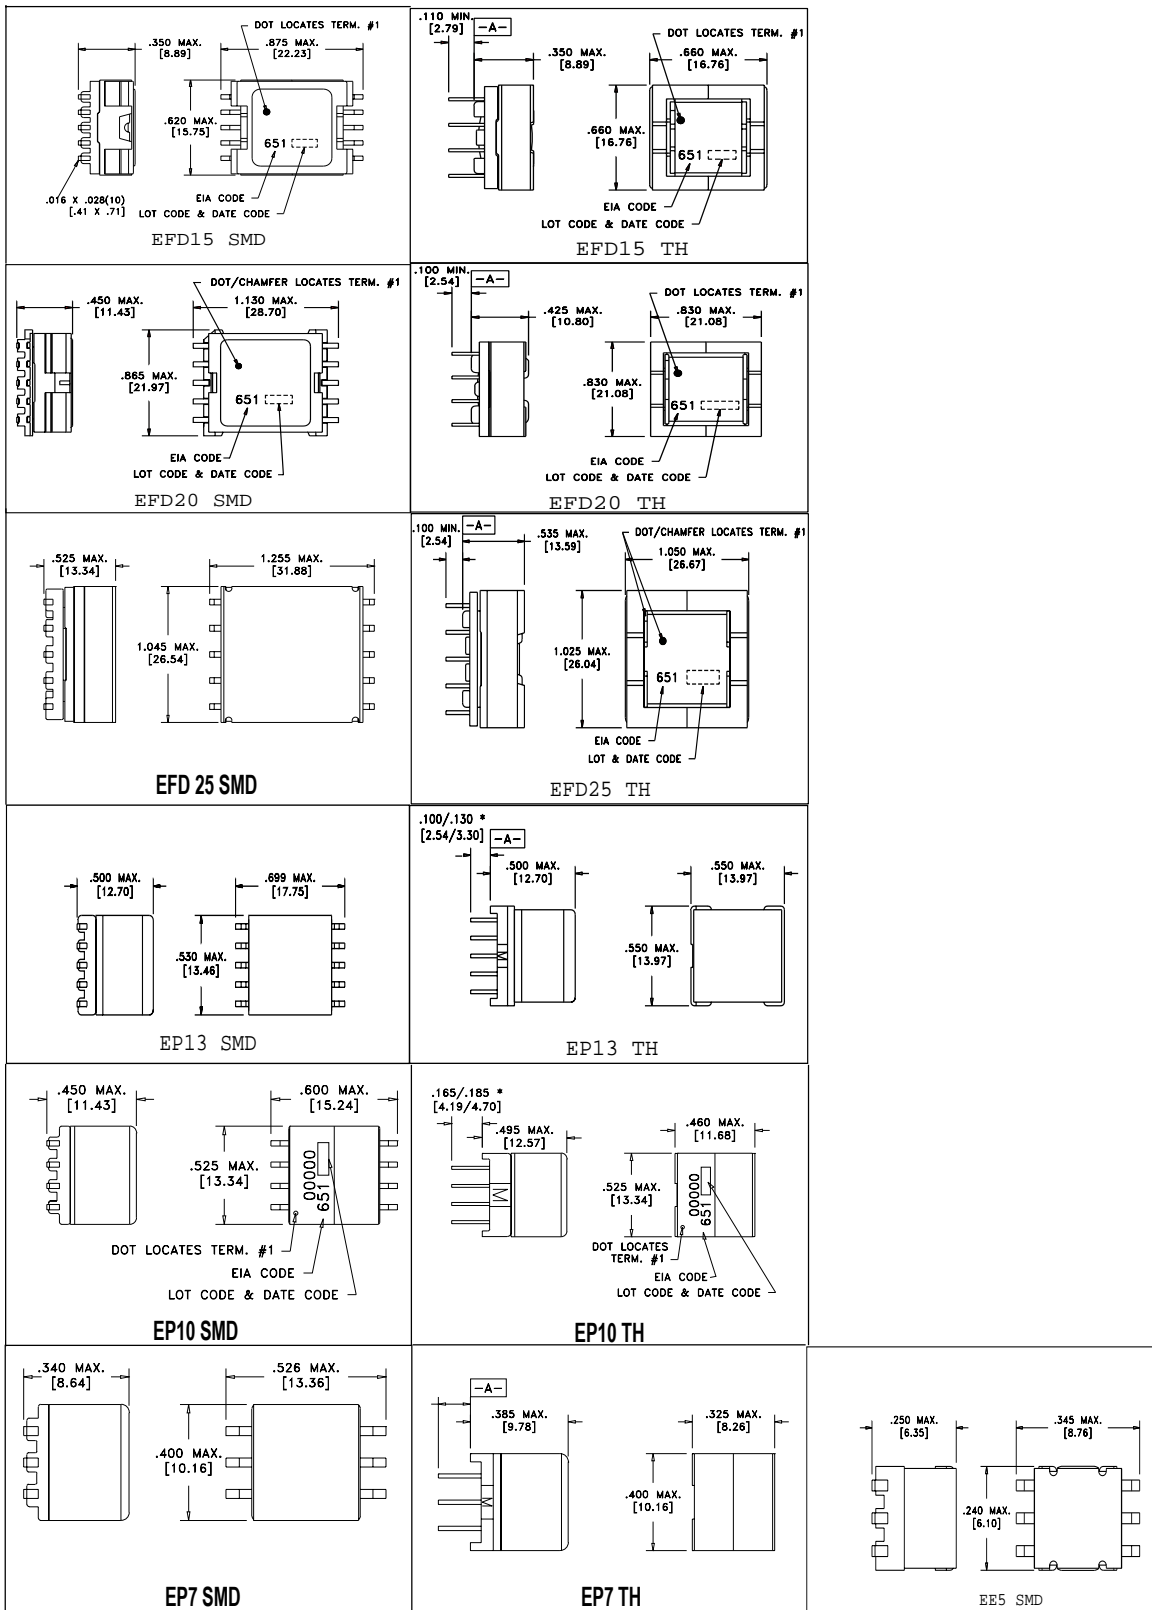 DOT LOCATES TERM. #1
.350 MAX.
[8.89]
.875 MAX.
[22.23]
.620 MAX.
[15.75]
651
.016 X .028(10)
[.41 X .71]
EIA CODE
LOT CODE & DATE CODE
EFD15 SMD
.110 MIN.
[2.79]
-A-
DOT LOCATES TERM. #1
.350 MAX.
[8.89]
.660 MAX.
[16.76]
.660 MAX.
[16.76]
651
EIA CODE
LOT CODE & DATE CODE
EFD15 TH
DOT/CHAMFER LOCATES TERM. #1
.450 MAX.
[11.43]
1.130 MAX.
[28.70]
.865 MAX.
[21.97]
651
EIA CODE
LOT CODE & DATE CODE
EFD20 SMD
.100 MIN.
[2.54]
-A-
DOT LOCATES TERM. #1
.425 MAX.
[10.80]
.830 MAX.
[21.08]
.830 MAX.
[21.08]
651
EIA CODE
LOT CODE & DATE CODE
EFD20 TH
.525 MAX.
[13.34]
1.255 MAX.
[31.88]
1.045 MAX.
[26.54]
EFD 25 SMD
.100 MIN.
[2.54]
-A-
.535 MAX.
[13.59]
DOT/CHAMFER LOCATES TERM. #1
1.050 MAX.
[26.67]
1.025 MAX.
[26.04]
651
EIA CODE
LOT & DATE CODE
EFD25 TH
.500 MAX.
[12.70]
.699 MAX.
[17.75]
.530 MAX.
[13.46]
EP13 SMD
.100/.130 *
[2.54/3.30]
-A-
.500 MAX.
[12.70]
.550 MAX.
[13.97]
M
.550 MAX.
[13.97]
EP13 TH
.450 MAX.
[11.43]
.600 MAX.
[15.24]
.525 MAX.
[13.34]
00000
651
DOT LOCATES TERM. #1
EIA CODE
LOT CODE & DATE CODE
EP10 SMD
.165/.185 *
[4.19/4.70]
.495 MAX.
[12.57]
.460 MAX.
[11.68]
M
.525 MAX.
[13.34]
00000
651
DOT LOCATES
TERM. #1
EIA CODE
LOT CODE & DATE CODE
EP10 TH
.340 MAX.
[8.64]
.526 MAX.
[13.36]
.400 MAX.
[10.16]
EP7 SMD
-A-
.385 MAX.
[9.78]
.325 MAX.
[8.26]
M
.400 MAX.
[10.16]
EP7 TH
.250 MAX.
[6.35]
.345 MAX.
[8.76]
.240 MAX.
[6.10]
EE5 SMD